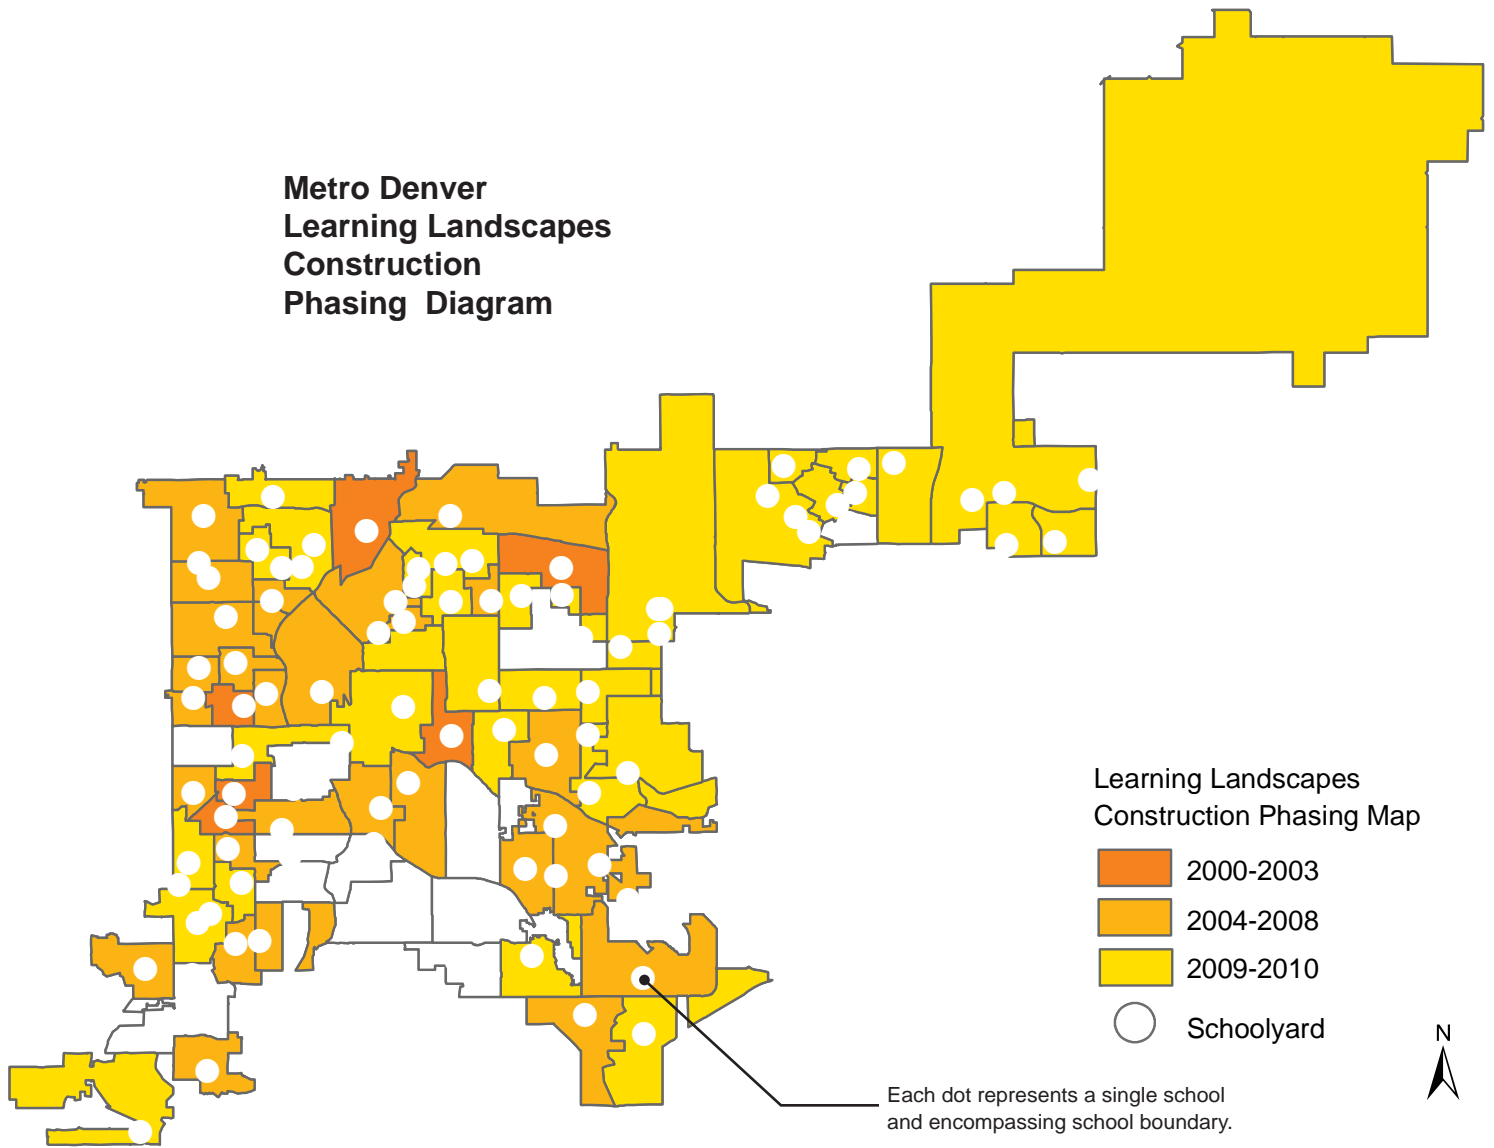 Metro Denver
Learning Landscapes
Construction
Phasing  Diagram
Learning Landscapes
Construction Phasing Map
2000-2003
2004-2008
2009-2010
Schoolyard
N
Each dot represents a single school
and encompassing school boundary.